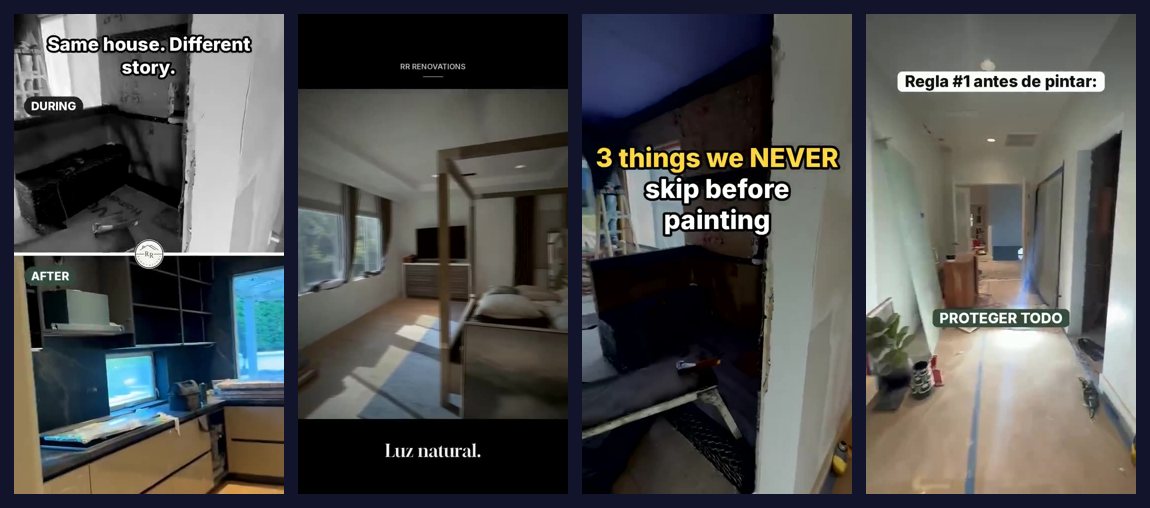 Same house. Different
story.
DURING
RR
AFTER
RR RENOVATIONS
Luz natural.
3 things we NEVER
skip before
painting
Regla #1 antes de pintar:
PROTEGER TODO